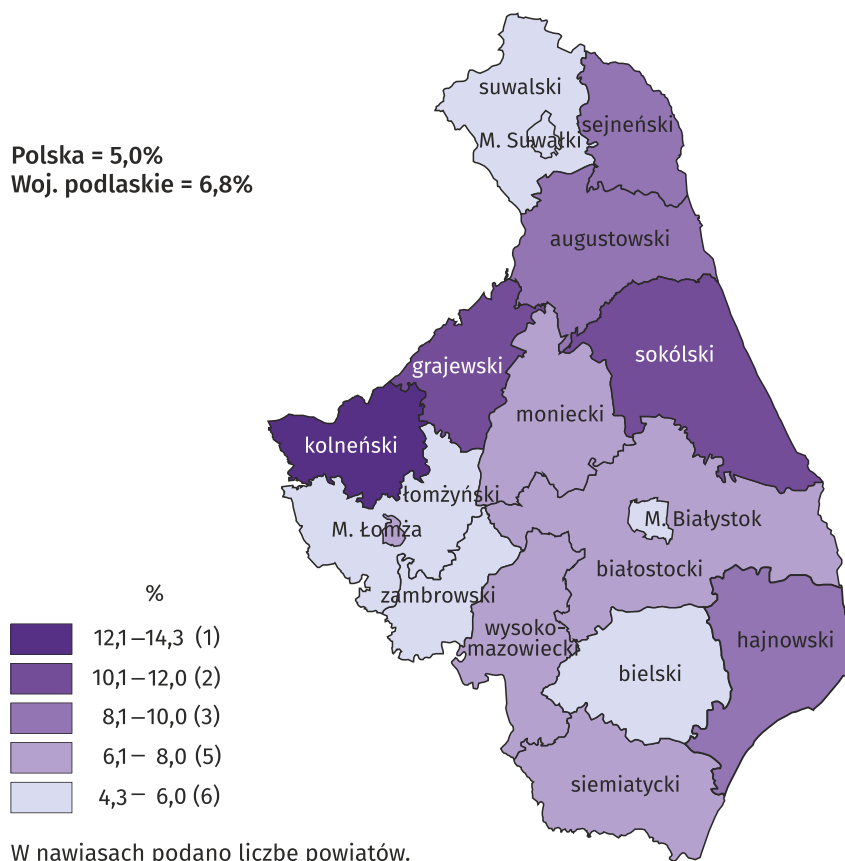 Polska = 5,0%
Woj. podlaskie = 6,8%
suwalski
M. Suwałki
sejneński
augustowski
grajewski
sokólski
moniecki
kolneński
łomżyński
M. Łomża
M. Białystok
białostocki
zambrowski
wysoko-
mazowiecki
bielski
hajnowski
siemiatycki
%
12,1–14,3 (1)
10,1–12,0 (2)
8,1–10,0 (3)
6,1– 8,0 (5)
4,3– 6,0 (6)
W nawiasach podano liczbę powiatów.